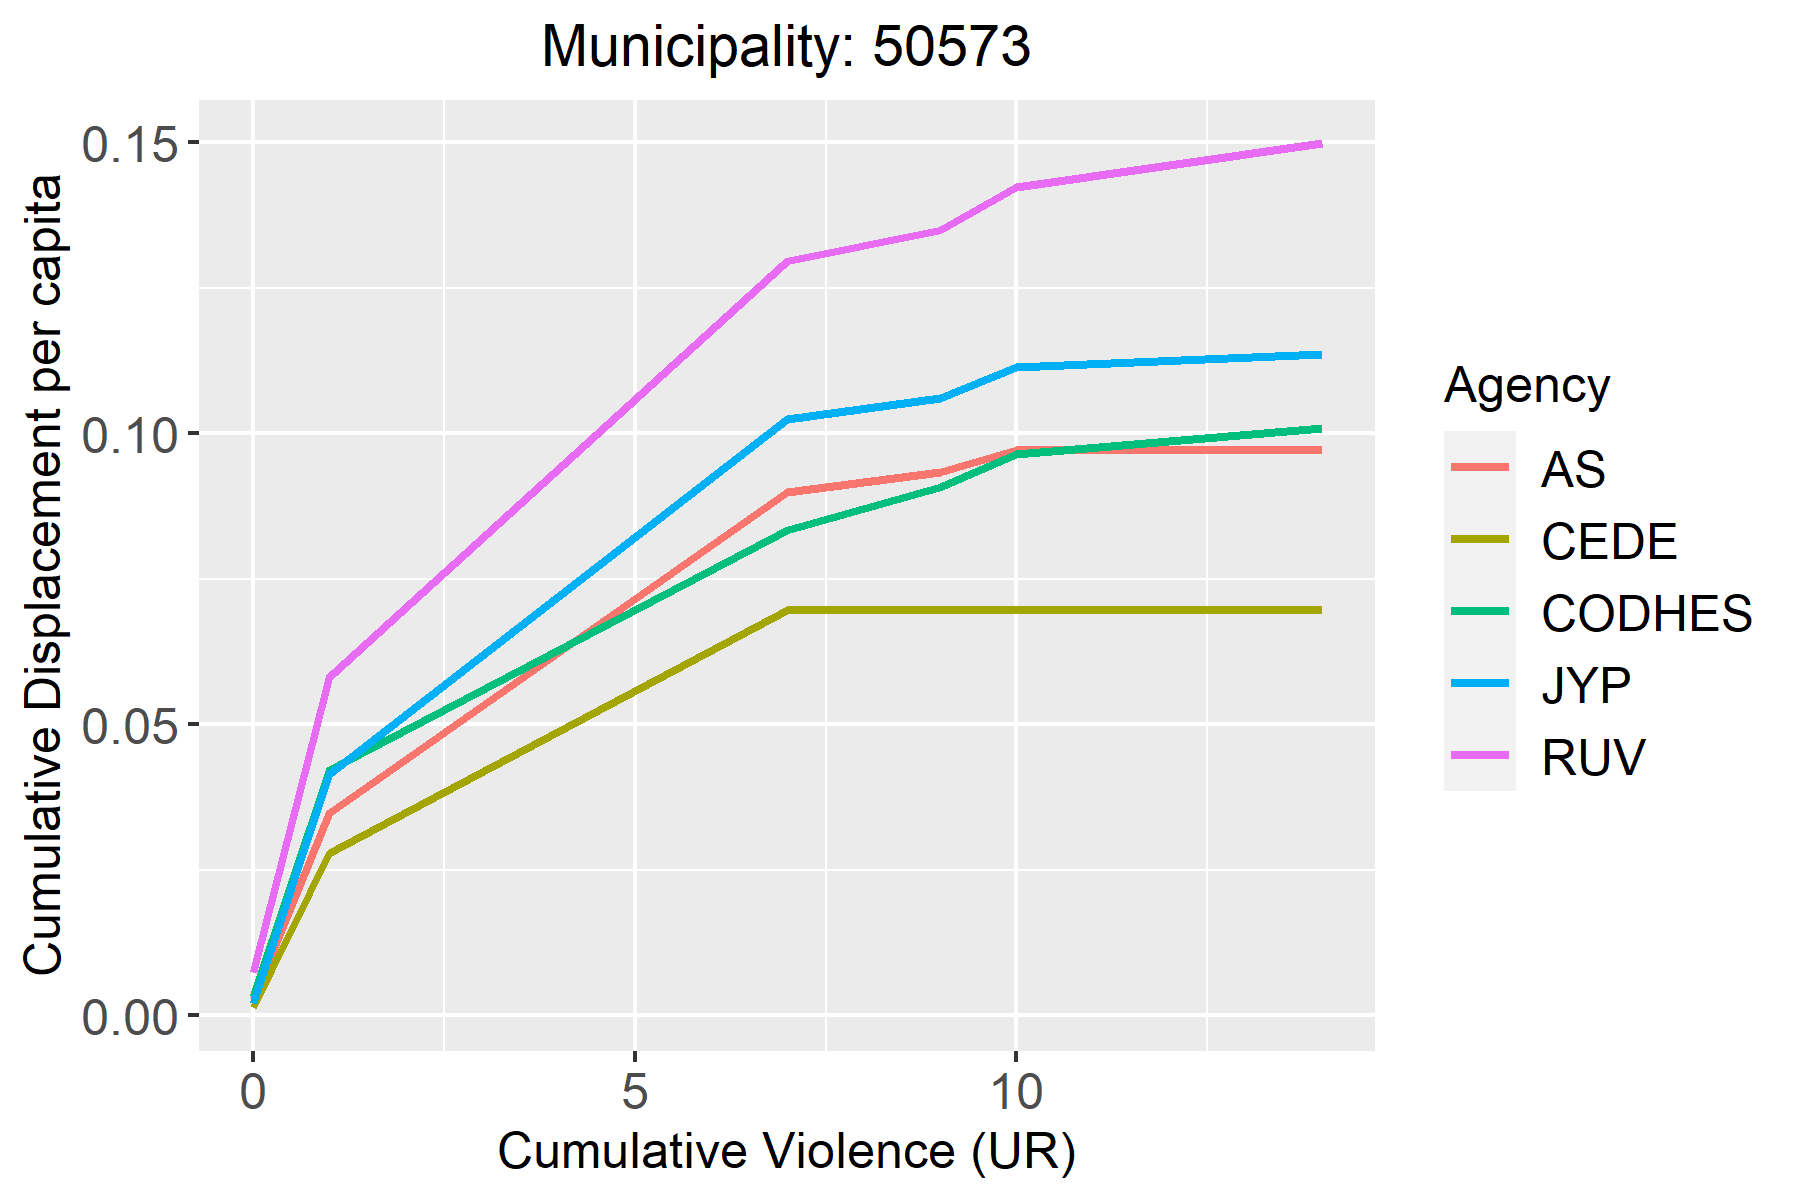 Municipality: 50573
Cumulative Displacement per capita
0.15
0.10
0.05
0.00
0
5
10
Cumulative Violence (UR)
Agency
AS
CEDE
CODHES
JYP
RUV